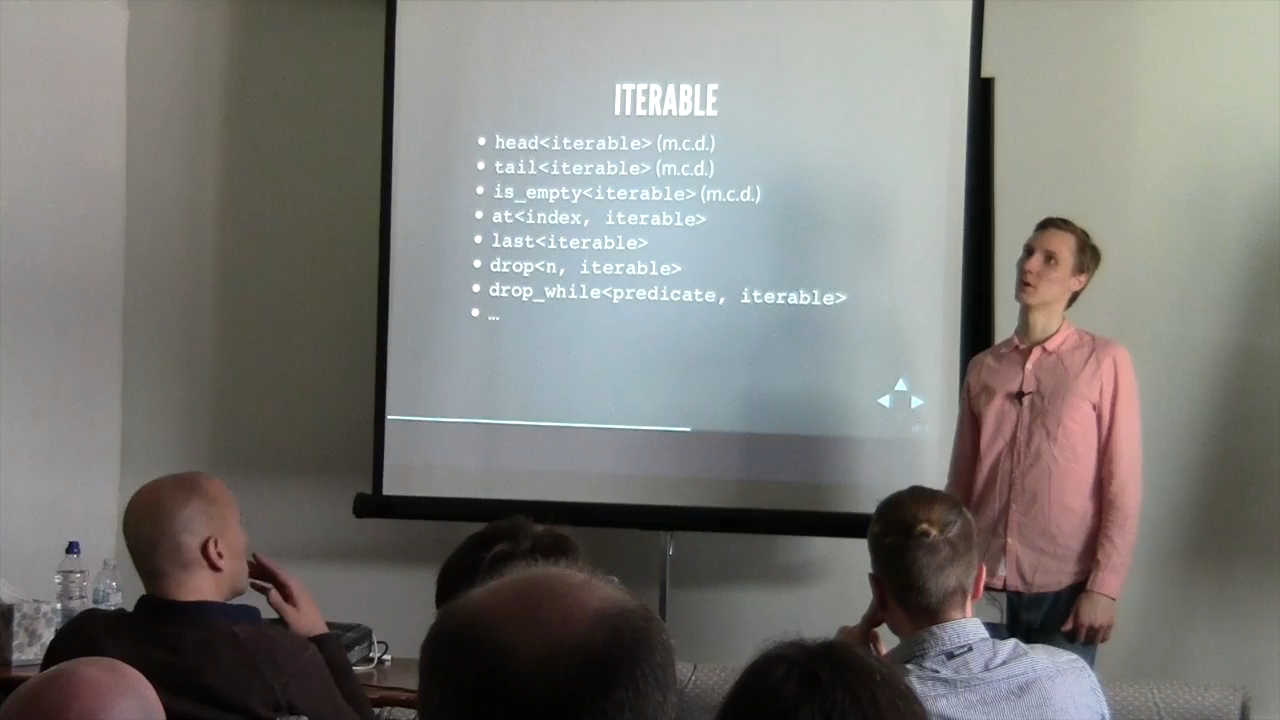 ITERABLE
• head<iterable> (m.c.d.)
• tail<iterable> (m.c.d.)
• is_empty<iterable> (m.c.d.)
• at<index, iterable>
• last<iterable>
• drop<n, iterable>
• drop_while<predicate, iterable>
• …